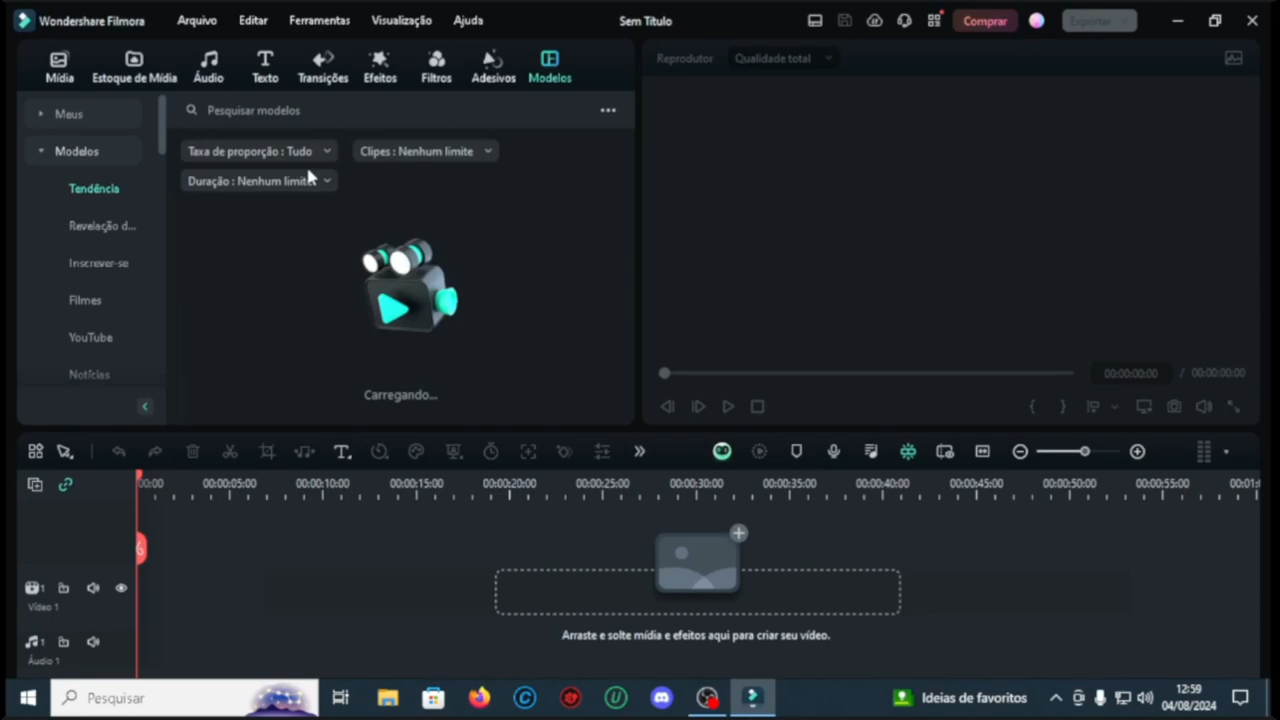 Wondershare Filmora
Arquivo Editar Ferramentas Visualização Ajuda
Sem Título
Comprar
Exportar
Mídia
Estoque de Mídia
Áudio
Texto
Transições
Efeitos
Filtros
Adesivos
Modelos
Reprodutor
Qualidade total
Meus
Pesquisar modelos
Modelos
Taxa de proporção : Tudo
Clipes : Nenhum limite
Duração : Nenhum limite
Tendência
Revelação d...
Inscrever-se
Filmes
YouTube
Notícias
Carregando...
00:00:00:00 / 00:00:00:00
00:00 00:00:05:00 00:00:10:00 00:00:15:00 00:00:20:00 00:00:25:00 00:00:30:00 00:00:35:00 00:00:40:00 00:00:45:00 00:00:50:00 00:00:55:00 00:01:0
1
Vídeo 1
Arraste e solte mídia e efeitos aqui para criar seu vídeo.
1
Áudio 1
Pesquisar
Ideias de favoritos
12:59
04/08/2024